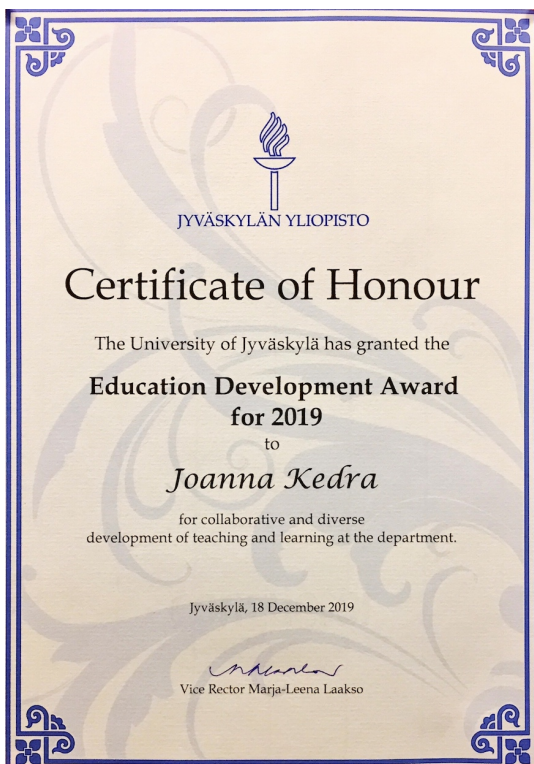 JYVÄSKYLÄN YLIOPISTO
Certificate of Honour
The University of Jyväskylä has granted the
Education Development Award
for 2019
to
Joanna Kedra
for collaborative and diverse
development of teaching and learning at the department.
Jyväskylä, 18 December 2019
Vice Rector Marja-Leena Laakso